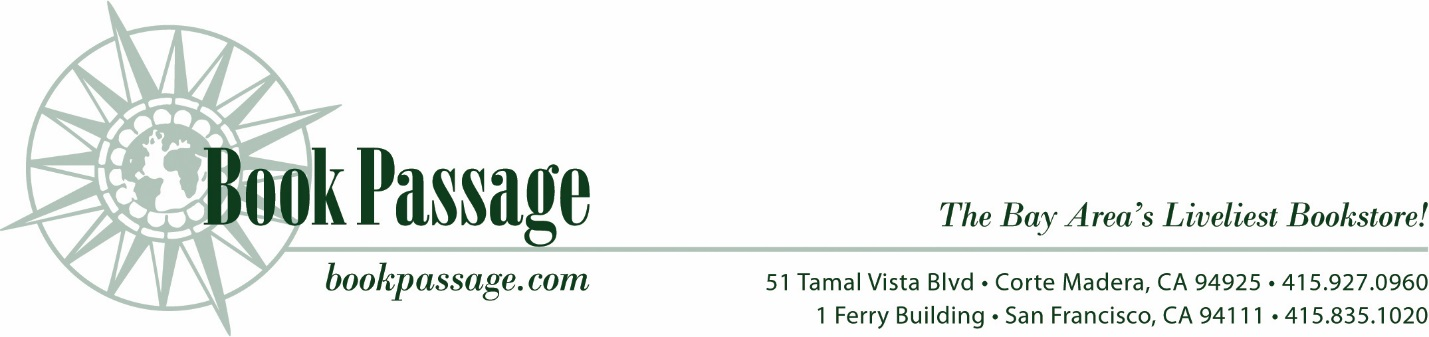 Book Passage
The Bay Area's Liveliest Bookstore!
bookpassage.com
51 Tamal Vista Blvd • Corte Madera, CA 94925 • 415.927.0960
1 Ferry Building • San Francisco, CA 94111 • 415.835.1020